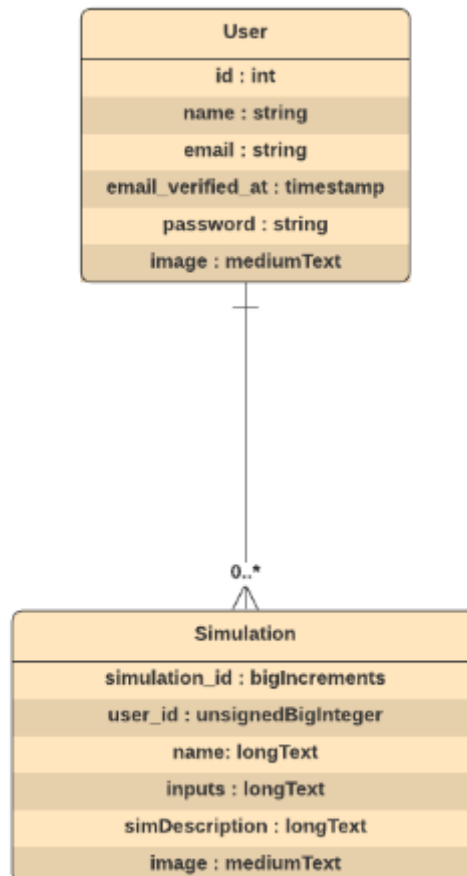 User
id : int
name : string
email : string
email_verified_at : timestamp
password : string
image : mediumText
0..*
Simulation
simulation_id : bigIncrements
user_id : unsignedBigInteger
name: longText
inputs : longText
simDescription : longText
image : mediumText